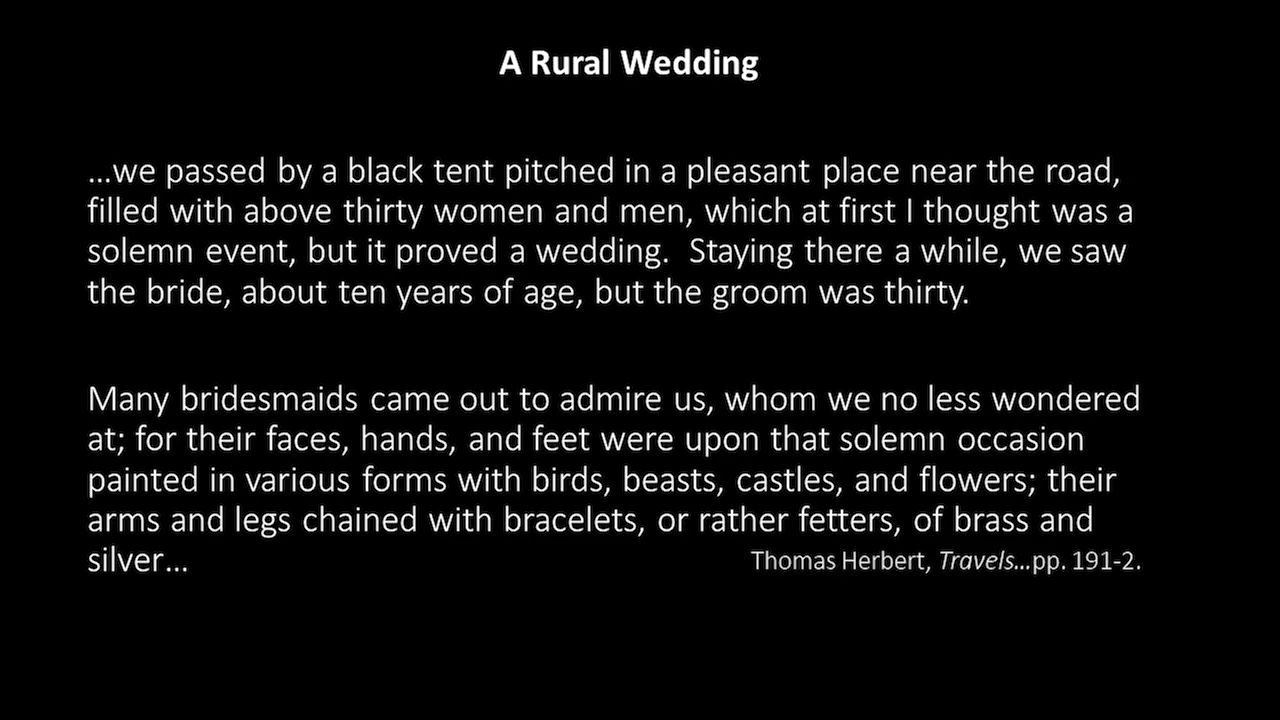 A Rural Wedding
...we passed by a black tent pitched in a pleasant place near the road,
filled with above thirty women and men, which at first I thought was a
solemn event, but it proved a wedding.  Staying there a while, we saw
the bride, about ten years of age, but the groom was thirty.
Many bridesmaids came out to admire us, whom we no less wondered
at; for their faces, hands, and feet were upon that solemn occasion
painted in various forms with birds, beasts, castles, and flowers; their
arms and legs chained with bracelets, or rather fetters, of brass and
silver... Thomas Herbert, Travels...pp. 191-2.